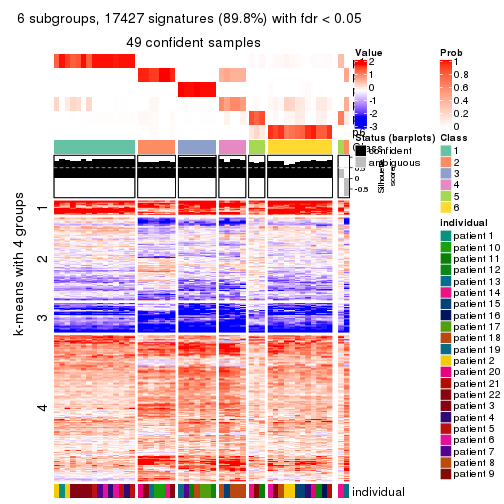 6 subgroups, 17427 signatures (89.8%) with fdr < 0.05
49 confident samples
Value
2
1
0
-1
-2
-3
Prob
1
0.8
0.6
0.4
0.2
0
Status (barplots)
confident
ambiguous
Class
1
2
3
4
5
6
0.5
0
-0.5
Silhouette
score
k-means with 4 groups
1
2
3
4
individual
patient 1
patient 10
patient 11
patient 12
patient 13
patient 14
patient 15
patient 16
patient 17
patient 18
patient 19
patient 2
patient 20
patient 21
patient 22
patient 3
patient 4
patient 5
patient 6
patient 7
patient 8
patient 9
individual